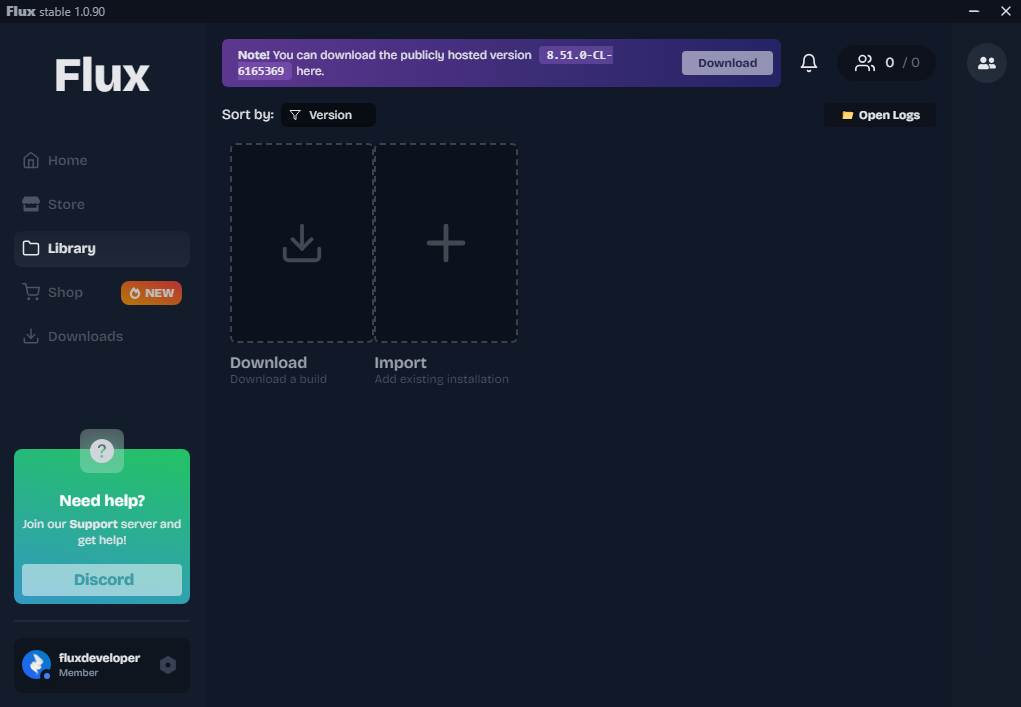 Flux stable 1.0.90
Flux
Home
Store
Library
Shop
NEW
Downloads
?
Need help?
Join our Support server and
get help!
Discord
fluxdeveloper
Member
Note! You can download the publicly hosted version 8.51.0-CL-
6165369 here.
Download
0 / 0
Sort by:
Version
Open Logs
Download
Download a build
Import
Add existing installation